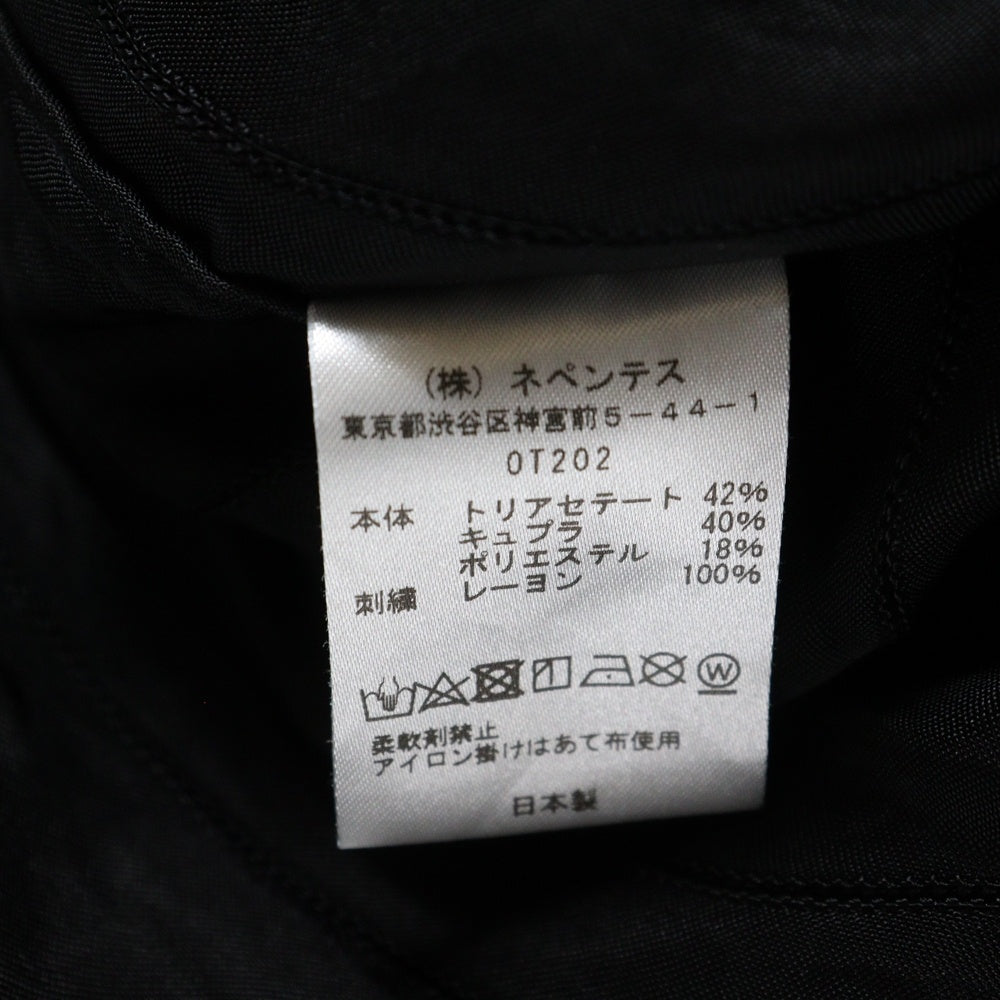 (株) ネペンテス
東京都渋谷区神宮前5-44-1
OT202
本体 トリアセテート 42%
キュプラ 40%
ポリエステル 18%
刺繍 レーヨン 100%
W
柔軟剤禁止
アイロン掛けはあて布使用
日本製